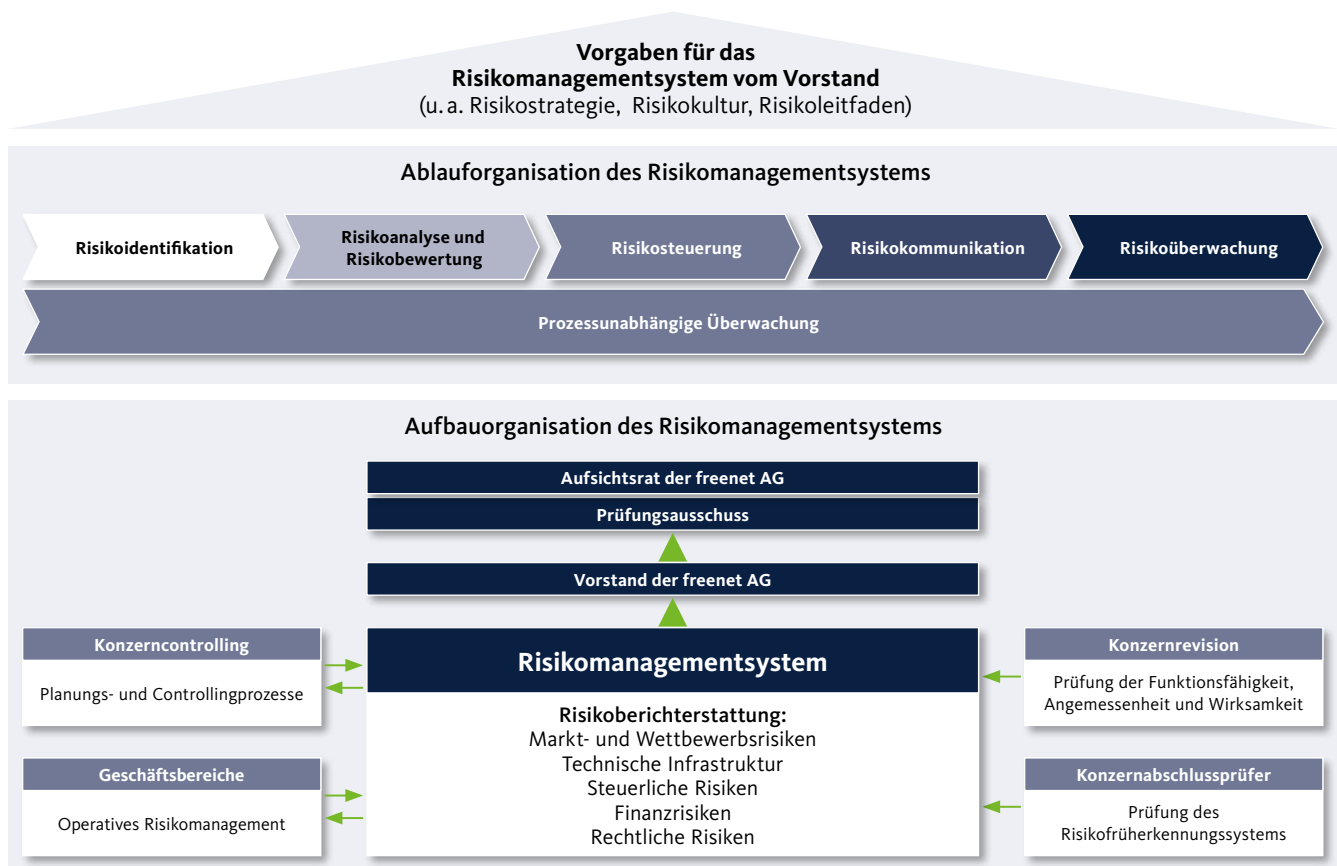 Vorgaben für das
Risikomanagementsystem vom Vorstand
(u. a. Risikostrategie, Risikokultur, Risikoleitfaden)
Ablauforganisation des Risikomanagementsystems
Risikoidentifikation
Risikoanalyse und
Risikobewertung
Risikosteuerung
Risikokommunikation
Risikoüberwachung
Prozessunabhängige Überwachung
Aufbauorganisation des Risikomanagementsystems
Aufsichtsrat der freenet AG
Prüfungsausschuss
Vorstand der freenet AG
Konzerncontrolling
Planungs- und Controllingprozesse
Geschäftsbereiche
Operatives Risikomanagement
Risikomanagementsystem
Risikoberichterstattung:
Markt- und Wettbewerbsrisiken
Technische Infrastruktur
Steuerliche Risiken
Finanzrisiken
Rechtliche Risiken
Konzernrevision
Prüfung der Funktionsfähigkeit,
Angemessenheit und Wirksamkeit
Konzernabschlussprüfer
Prüfung des
Risikofrüherkennungssystems